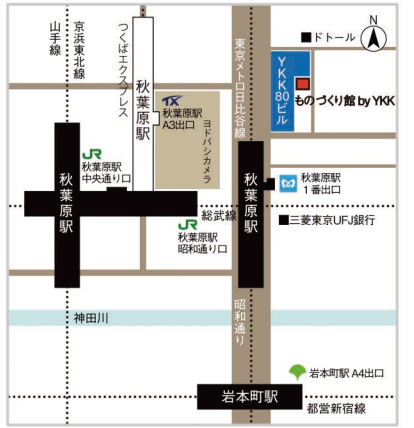 N
■ドトール
山手線
京浜東北線
つくばエクスプレス
秋葉原駅
東京メトロ日比谷線
YKK80ビル
ものづくり館 by YKK
TX
秋葉原駅
A3出口
ヨドバシカメラ
JR
秋葉原駅
中央通り口
秋葉原駅
秋葉原駅
秋葉原駅
1番出口
総武線
■三菱東京UFJ銀行
JR
秋葉原駅
昭和通り口
昭和通り
神田川
岩本町駅 A4出口
岩本町駅
都営新宿線